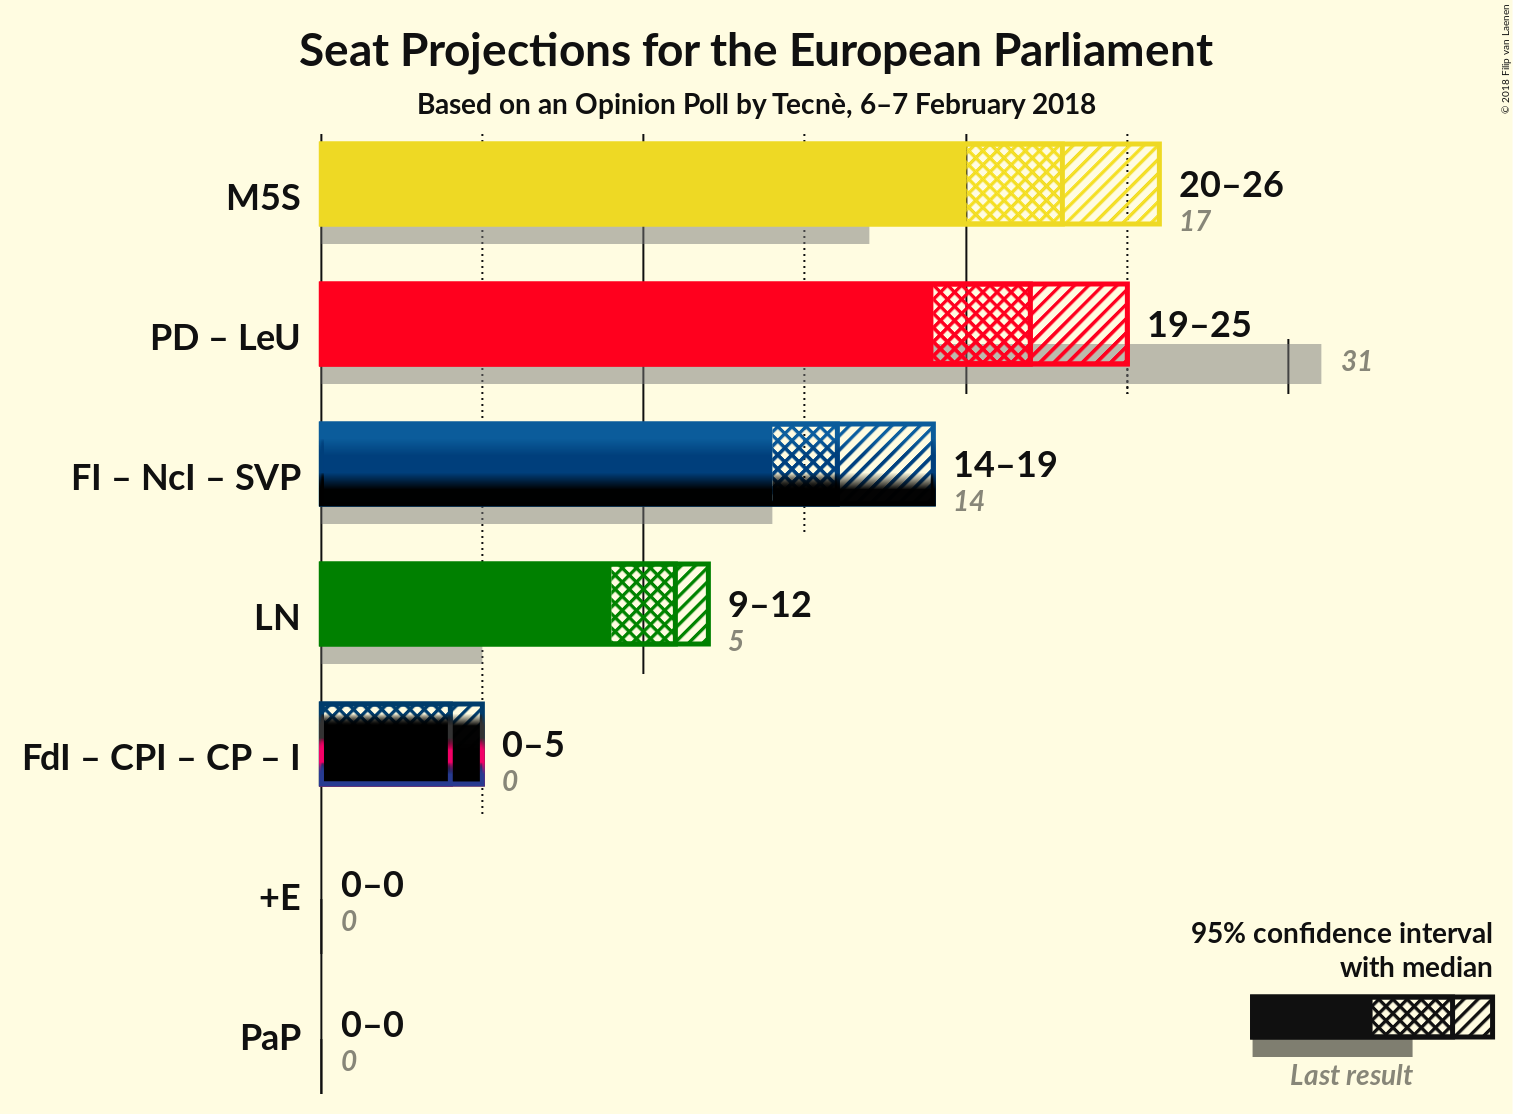 Seat Projections for the European Parliament
Based on an Opinion Poll by Tecnè, 6–7 February 2018
© 2018 Filip van Laenen
M5S
20–26
17
PD – LeU
19–25
31
FI – NcI – SVP
14–19
14
LN
9–12
5
FdI – CPI – CP – I
0–5
0
+E
0–0
0
PaP
0–0
0
95% confidence interval
with median
Last result